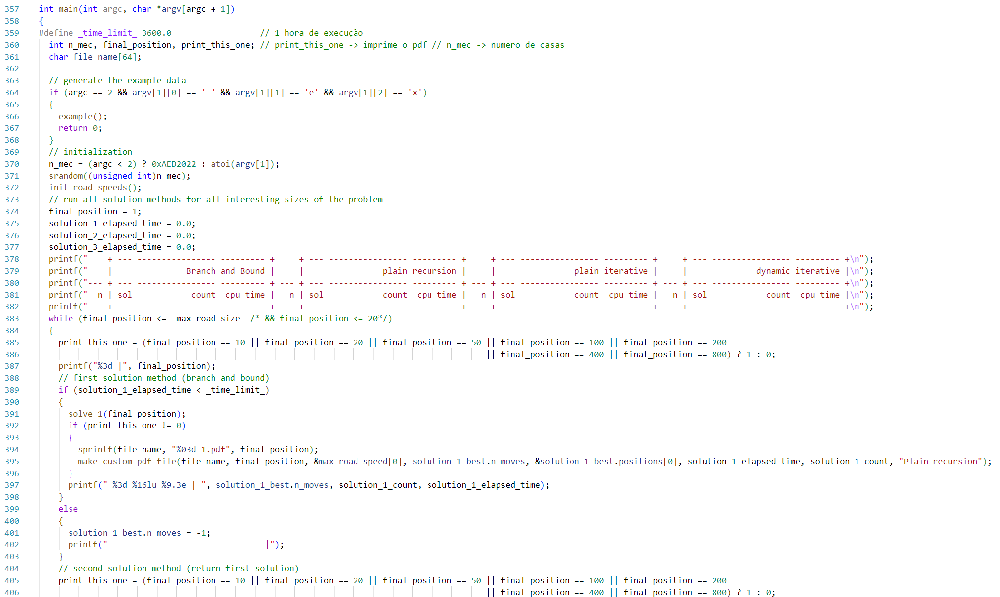 357 int main(int argc, char *argv[argc + 1])
358 {
359 #define _time_limit_ 3600.0                  // 1 hora de execução
360   int n_mec, final_position, print_this_one; // print_this_one -> imprime o pdf // n_mec -> numero de casas
361   char file_name[64];
362
363   // generate the example data
364   if (argc == 2 && argv[1][0] == '-' && argv[1][1] == 'e' && argv[1][2] == 'x')
365   {
366     example();
367     return 0;
368   }
369   // initialization
370   n_mec = (argc < 2) ? 0xAED2022 : atoi(argv[1]);
371   srandom((unsigned int)n_mec);
372   init_road_speeds();
373   // run all solution methods for all interesting sizes of the problem
374   final_position = 1;
375   solution_1_elapsed_time = 0.0;
376   solution_2_elapsed_time = 0.0;
377   solution_3_elapsed_time = 0.0;
378   printf("    + --- ---------------- --------- +     + --- ---------------- --------- +     + --- ---------------- --------- +     + --- ---------------- --------- +\n");
379   printf("    |               Branch and Bound |     |                plain recursion |     |                plain iterative |     |              dynamic iterative |\n");
380   printf("--- + --- ---------------- --------- + --- + --- ---------------- --------- + --- + --- ---------------- --------- + --- + --- ---------------- --------- +\n");
381   printf("  n | sol            count  cpu time |   n | sol            count  cpu time |   n | sol            count  cpu time |   n | sol            count  cpu time |\n");
382   printf("--- + --- ---------------- --------- + --- + --- ---------------- --------- + --- + --- ---------------- --------- + --- + --- ---------------- --------- +\n");
383   while (final_position <= _max_road_size_ /* && final_position <= 20*/)
384   {
385     print_this_one = (final_position == 10 || final_position == 20 || final_position == 50 || final_position == 100 || final_position == 200
386                                                                                            || final_position == 400 || final_position == 800) ? 1 : 0;
387     printf("%3d |", final_position);
388     // first solution method (branch and bound)
389     if (solution_1_elapsed_time < _time_limit_)
390     {
391       solve_1(final_position);
392       if (print_this_one != 0)
393       {
394         sprintf(file_name, "%03d_1.pdf", final_position);
395         make_custom_pdf_file(file_name, final_position, &max_road_speed[0], solution_1_best.n_moves, &solution_1_best.positions[0], solution_1_elapsed_time, solution_1_count, "Plain recursion");
396       }
397       printf(" %3d %16lu %9.3e | ", solution_1_best.n_moves, solution_1_count, solution_1_elapsed_time);
398     }
399     else
400     {
401       solution_1_best.n_moves = -1;
402       printf("                                |");
403     }
404     // second solution method (return first solution)
405     print_this_one = (final_position == 10 || final_position == 20 || final_position == 50 || final_position == 100 || final_position == 200
406                                                                                            || final_position == 400 || final_position == 800) ? 1 : 0;